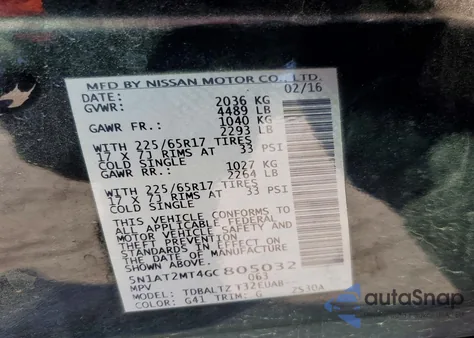 MFD BY NISSAN MOTOR CO., LTD.
DATE: 02/16
GVWR: 2036 KG
4489 LB
GAWR FR.: 1040 KG
2293 LB
WITH 225/65R17 TIRES
17 X 7J RIMS AT 33 PSI
COLD SINGLE
GAWR RR.: 1027 KG
2264 LB
WITH 225/65R17 TIRES
17 X 7J RIMS AT 33 PSI
COLD SINGLE
THIS VEHICLE CONFORMS TO
ALL APPLICABLE FEDERAL
MOTOR VEHICLE SAFETY AND
THEFT PREVENTION
STANDARDS IN EFFECT ON
THE DATE OF MANUFACTURE
SHOWN ABOVE.
5N1AT2MT4GC805032
MPV 063
MODEL: TDBALTZ T32EUAB 2530A
COLOR: G41 TRIM: G
autoSnap